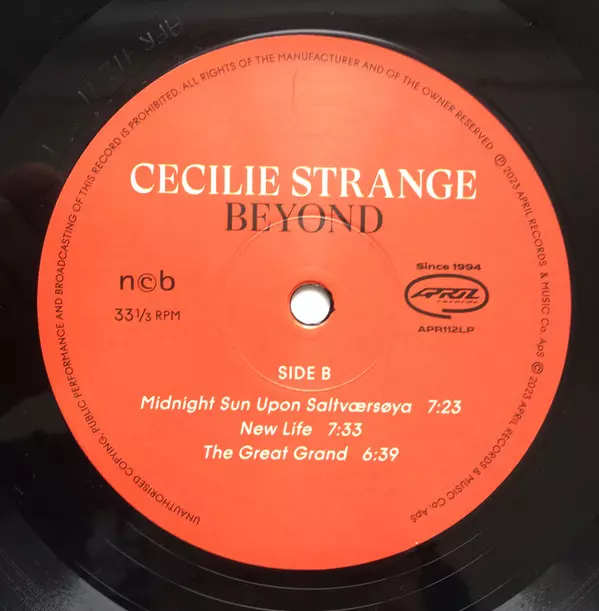 UNAUTHORISED COPYING, PUBLIC PERFORMANCE AND BROADCASTING OF THIS RECORD IS PROHIBITED. ALL RIGHTS OF THE MANUFACTURER AND OF THE OWNER RESERVED ℗ 2023 APRIL RECORDS & MUSIC Co. ApS © 2023 APRIL RECORDS & MUSIC Co. ApS
CECILIE STRANGE
BEYOND
n©b
33 1/3 RPM
Since 1994
APRIL
records
APR112LP
SIDE B
Midnight Sun Upon Saltværsøya 7:23
New Life 7:33
The Great Grand 6:39